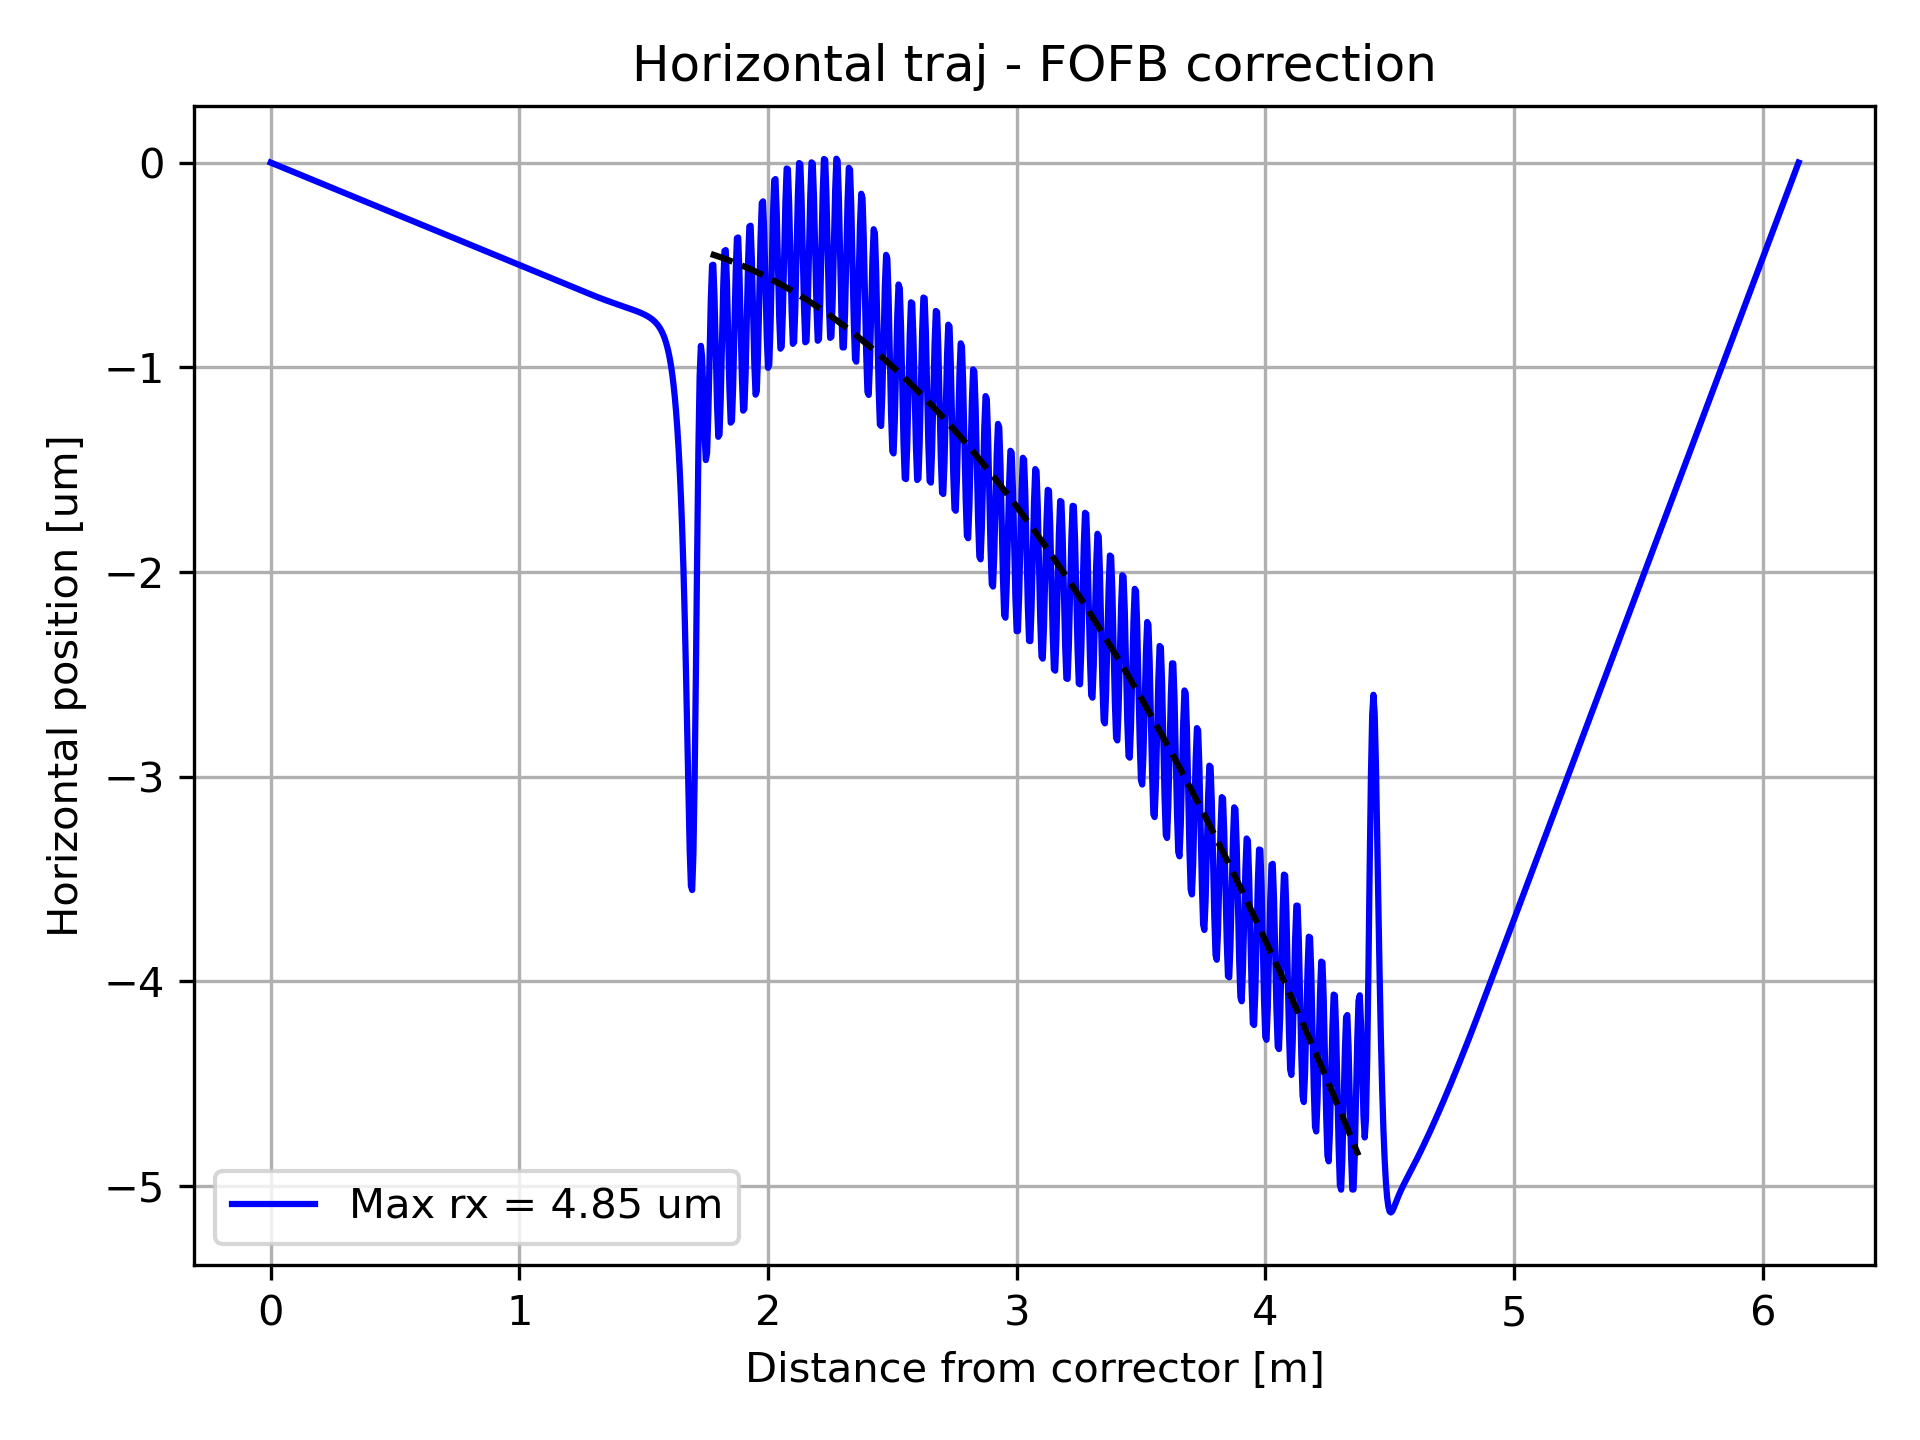 Horizontal traj - FOFB correction
Horizontal position [um]
0
−1
−2
−3
−4
−5
Max rx = 4.85 um
0 1 2 3 4 5 6
Distance from corrector [m]